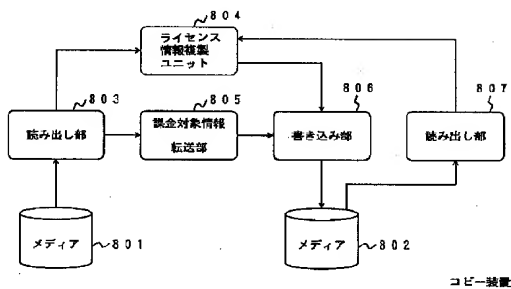 804
ライセンス
情報複製
ユニット
803
805
806
807
読み出し部
課金対象情報
転送部
書き込み部
読み出し部
メディア
801
メディア
802
コピー装置